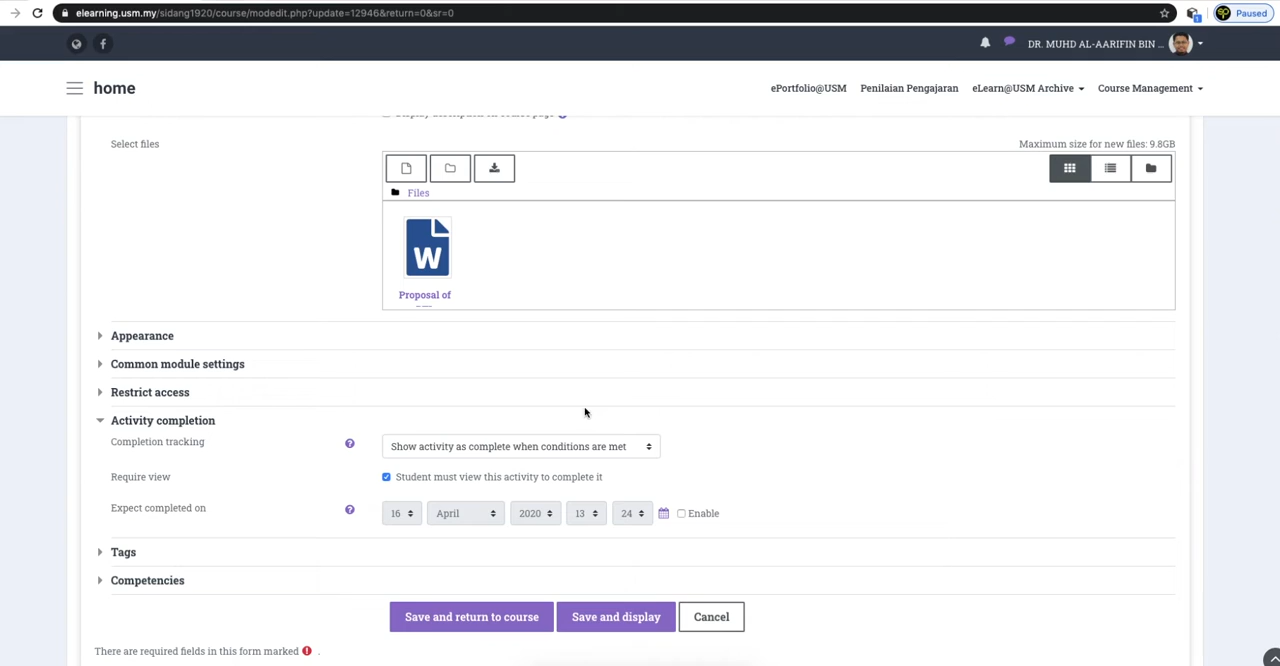 elearning.usm.my/sidang1920/course/modedit.php?update=12946&return=0&sr=0
Paused
DR. MUHD AL-AARIFIN BIN ...
home
ePortfolio@USM Penilaian Pengajaran eLearn@USM Archive Course Management
Display description on course page
Select files
Maximum size for new files: 9.8GB
Files
W
Proposal of
Appearance
Common module settings
Restrict access
Activity completion
Completion tracking ? Show activity as complete when conditions are met
Require view Student must view this activity to complete it
Expect completed on ? 16 April 2020 13 24 Enable
Tags
Competencies
Save and return to course Save and display Cancel
There are required fields in this form marked ! .